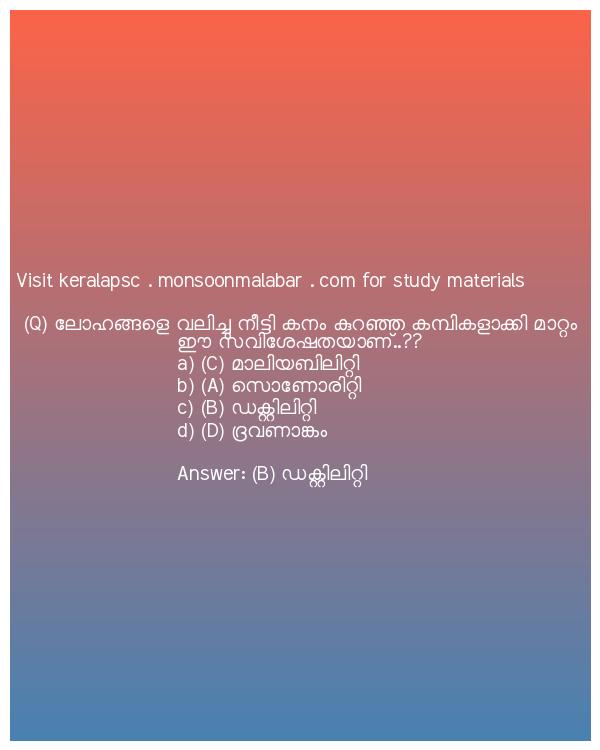 Visit keralapsc . monsoonmalabar . com for study materials
(Q) ലോഹങ്ങളെ വലിച്ചു നീട്ടി കനം കുറഞ്ഞ കമ്പികളാക്കി മാറ്റം
ഈ സവിശേഷതയാണ്..??
a) (C) മാലിയബിലിറ്റി
b) (A) സൊണോരിറ്റി
c) (B) ഡക്റ്റിലിറ്റി
d) (D) ദ്രവണാങ്കം
Answer: (B) ഡക്റ്റിലിറ്റി